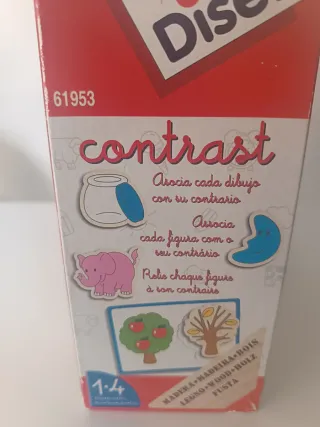 Diset
61953
contrast
Asocia cada dibujo
con su contrario
Associa
cada figura com o
seu contrário
Relie chaque figure
à son contraire
1-4
MADERA•MADEIRA•BOIS
LEGNO•WOOD•HOLZ
FUSTA